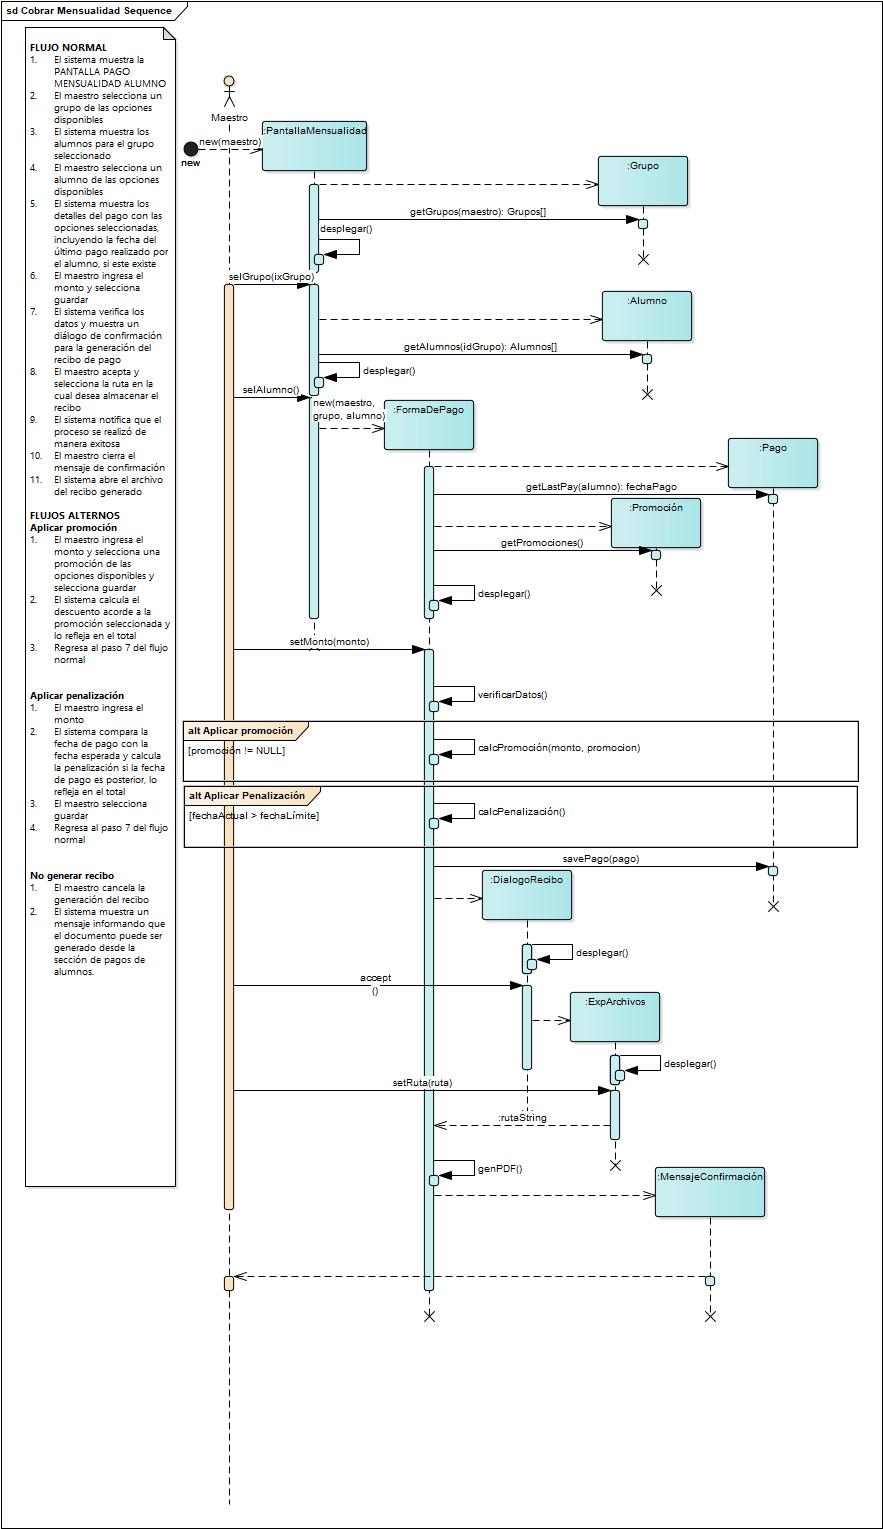 sd Cobrar Mensualidad Sequence
FLUJO NORMAL
1. El sistema muestra la
PANTALLA PAGO
MENSUALIDAD ALUMNO
2. El maestro selecciona un
grupo de las opciones
disponibles
3. El sistema muestra los
alumnos para el grupo
seleccionado
4. El maestro selecciona un
alumno de las opciones
disponibles
5. El sistema muestra los
detalles del pago con las
opciones seleccionadas,
incluyendo la fecha del
último pago realizado por
el alumno, si este existe
6. El maestro ingresa el
monto y selecciona
guardar
7. El sistema verifica los
datos y muestra un
diálogo de confirmación
para la generación del
recibo de pago
8. El maestro acepta y
selecciona la ruta en la
cual desea almacenar el
recibo
9. El sistema notifica que el
proceso se realizó de
manera exitosa
10. El maestro cierra el
mensaje de confirmación
11. El sistema abre el archivo
del recibo generado
FLUJOS ALTERNOS
Aplicar promoción
1. El maestro ingresa el
monto y selecciona una
promoción de las
opciones disponibles y
selecciona guardar
2. El sistema calcula el
descuento acorde a la
promoción seleccionada y
lo refleja en el total
3. Regresa al paso 7 del flujo
normal
Aplicar penalización
1. El maestro ingresa el
monto
2. El sistema compara la
fecha de pago con la
fecha esperada y calcula
la penalización si la fecha
de pago es posterior, lo
refleja en el total
3. El maestro selecciona
guardar
4. Regresa al paso 7 del flujo
normal
No generar recibo
1. El maestro cancela la
generación del recibo
2. El sistema muestra un
mensaje informando que
el documento puede ser
generado desde la
sección de pagos de
alumnos.
Maestro
new
new(maestro)
:PantallaMensualidad
:Grupo
getGrupos(maestro): Grupos[]
desplegar()
selGrupo(ixGrupo)
:Alumno
getAlumnos(idGrupo): Alumnos[]
desplegar()
selAlumno()
new(maestro,
grupo, alumno)
:FormaDePago
:Pago
getLastPay(alumno): fechaPago
:Promoción
getPromociones()
desplegar()
setMonto(monto)
verificarDatos()
alt Aplicar promoción
[promoción != NULL]
calcPromoción(monto, promocion)
alt Aplicar Penalización
[fechaActual > fechaLímite]
calcPenalización()
savePago(pago)
:DialogoRecibo
desplegar()
accept
()
:ExpArchivos
desplegar()
setRuta(ruta)
:rutaString
genPDF()
:MensajeConfirmación